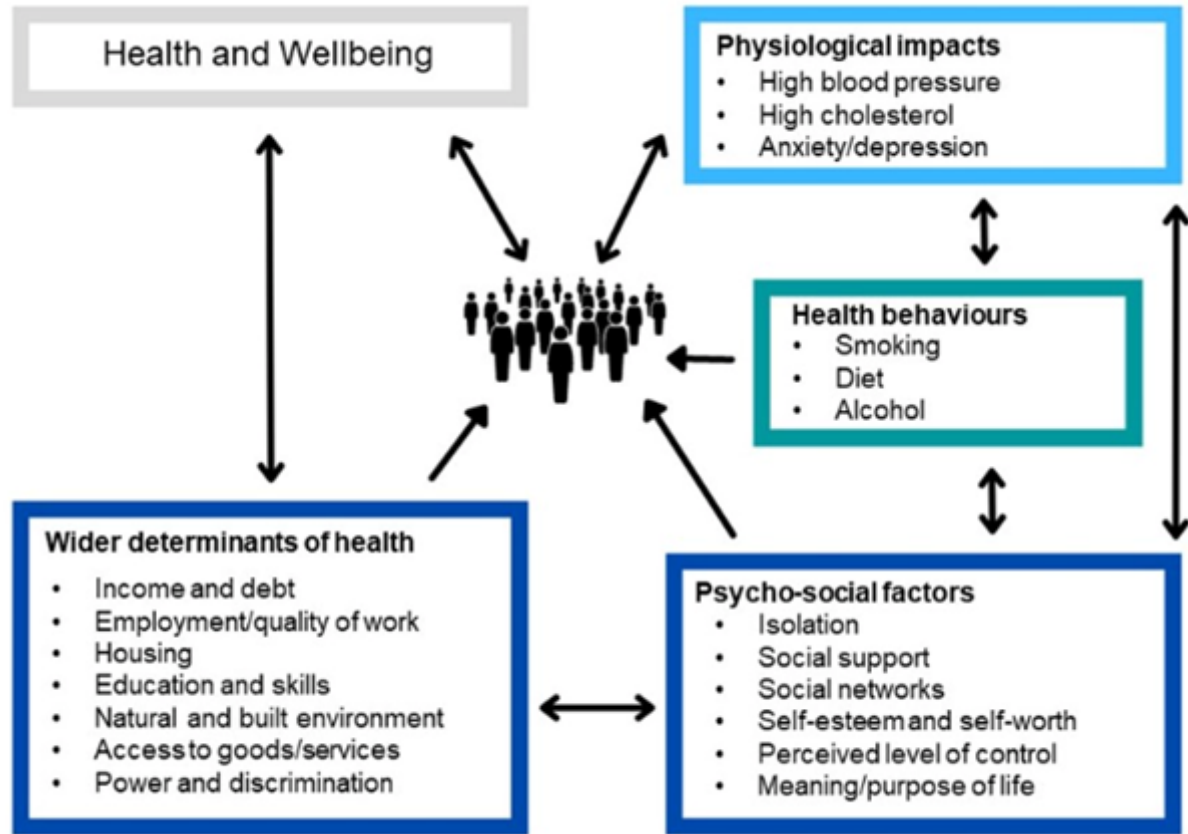 Health and Wellbeing
Physiological impacts
• High blood pressure
• High cholesterol
• Anxiety/depression
Health behaviours
• Smoking
• Diet
• Alcohol
Wider determinants of health
• Income and debt
• Employment/quality of work
• Housing
• Education and skills
• Natural and built environment
• Access to goods/services
• Power and discrimination
Psycho-social factors
• Isolation
• Social support
• Social networks
• Self-esteem and self-worth
• Perceived level of control
• Meaning/purpose of life